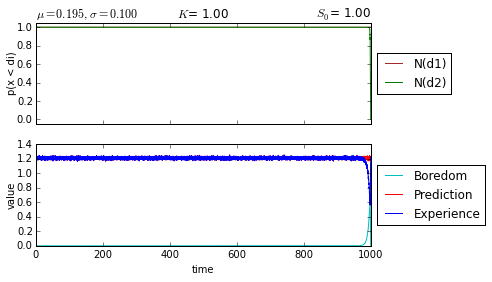 μ=0.195, σ=0.100 K= 1.00 S₀= 1.00
1.0
0.8
0.6
0.4
0.2
0.0
p(x < di)
N(d1)
N(d2)
1.4
1.2
1.0
0.8
0.6
0.4
0.2
0.0
value
Boredom
Prediction
Experience
0 200 400 600 800 1000
time